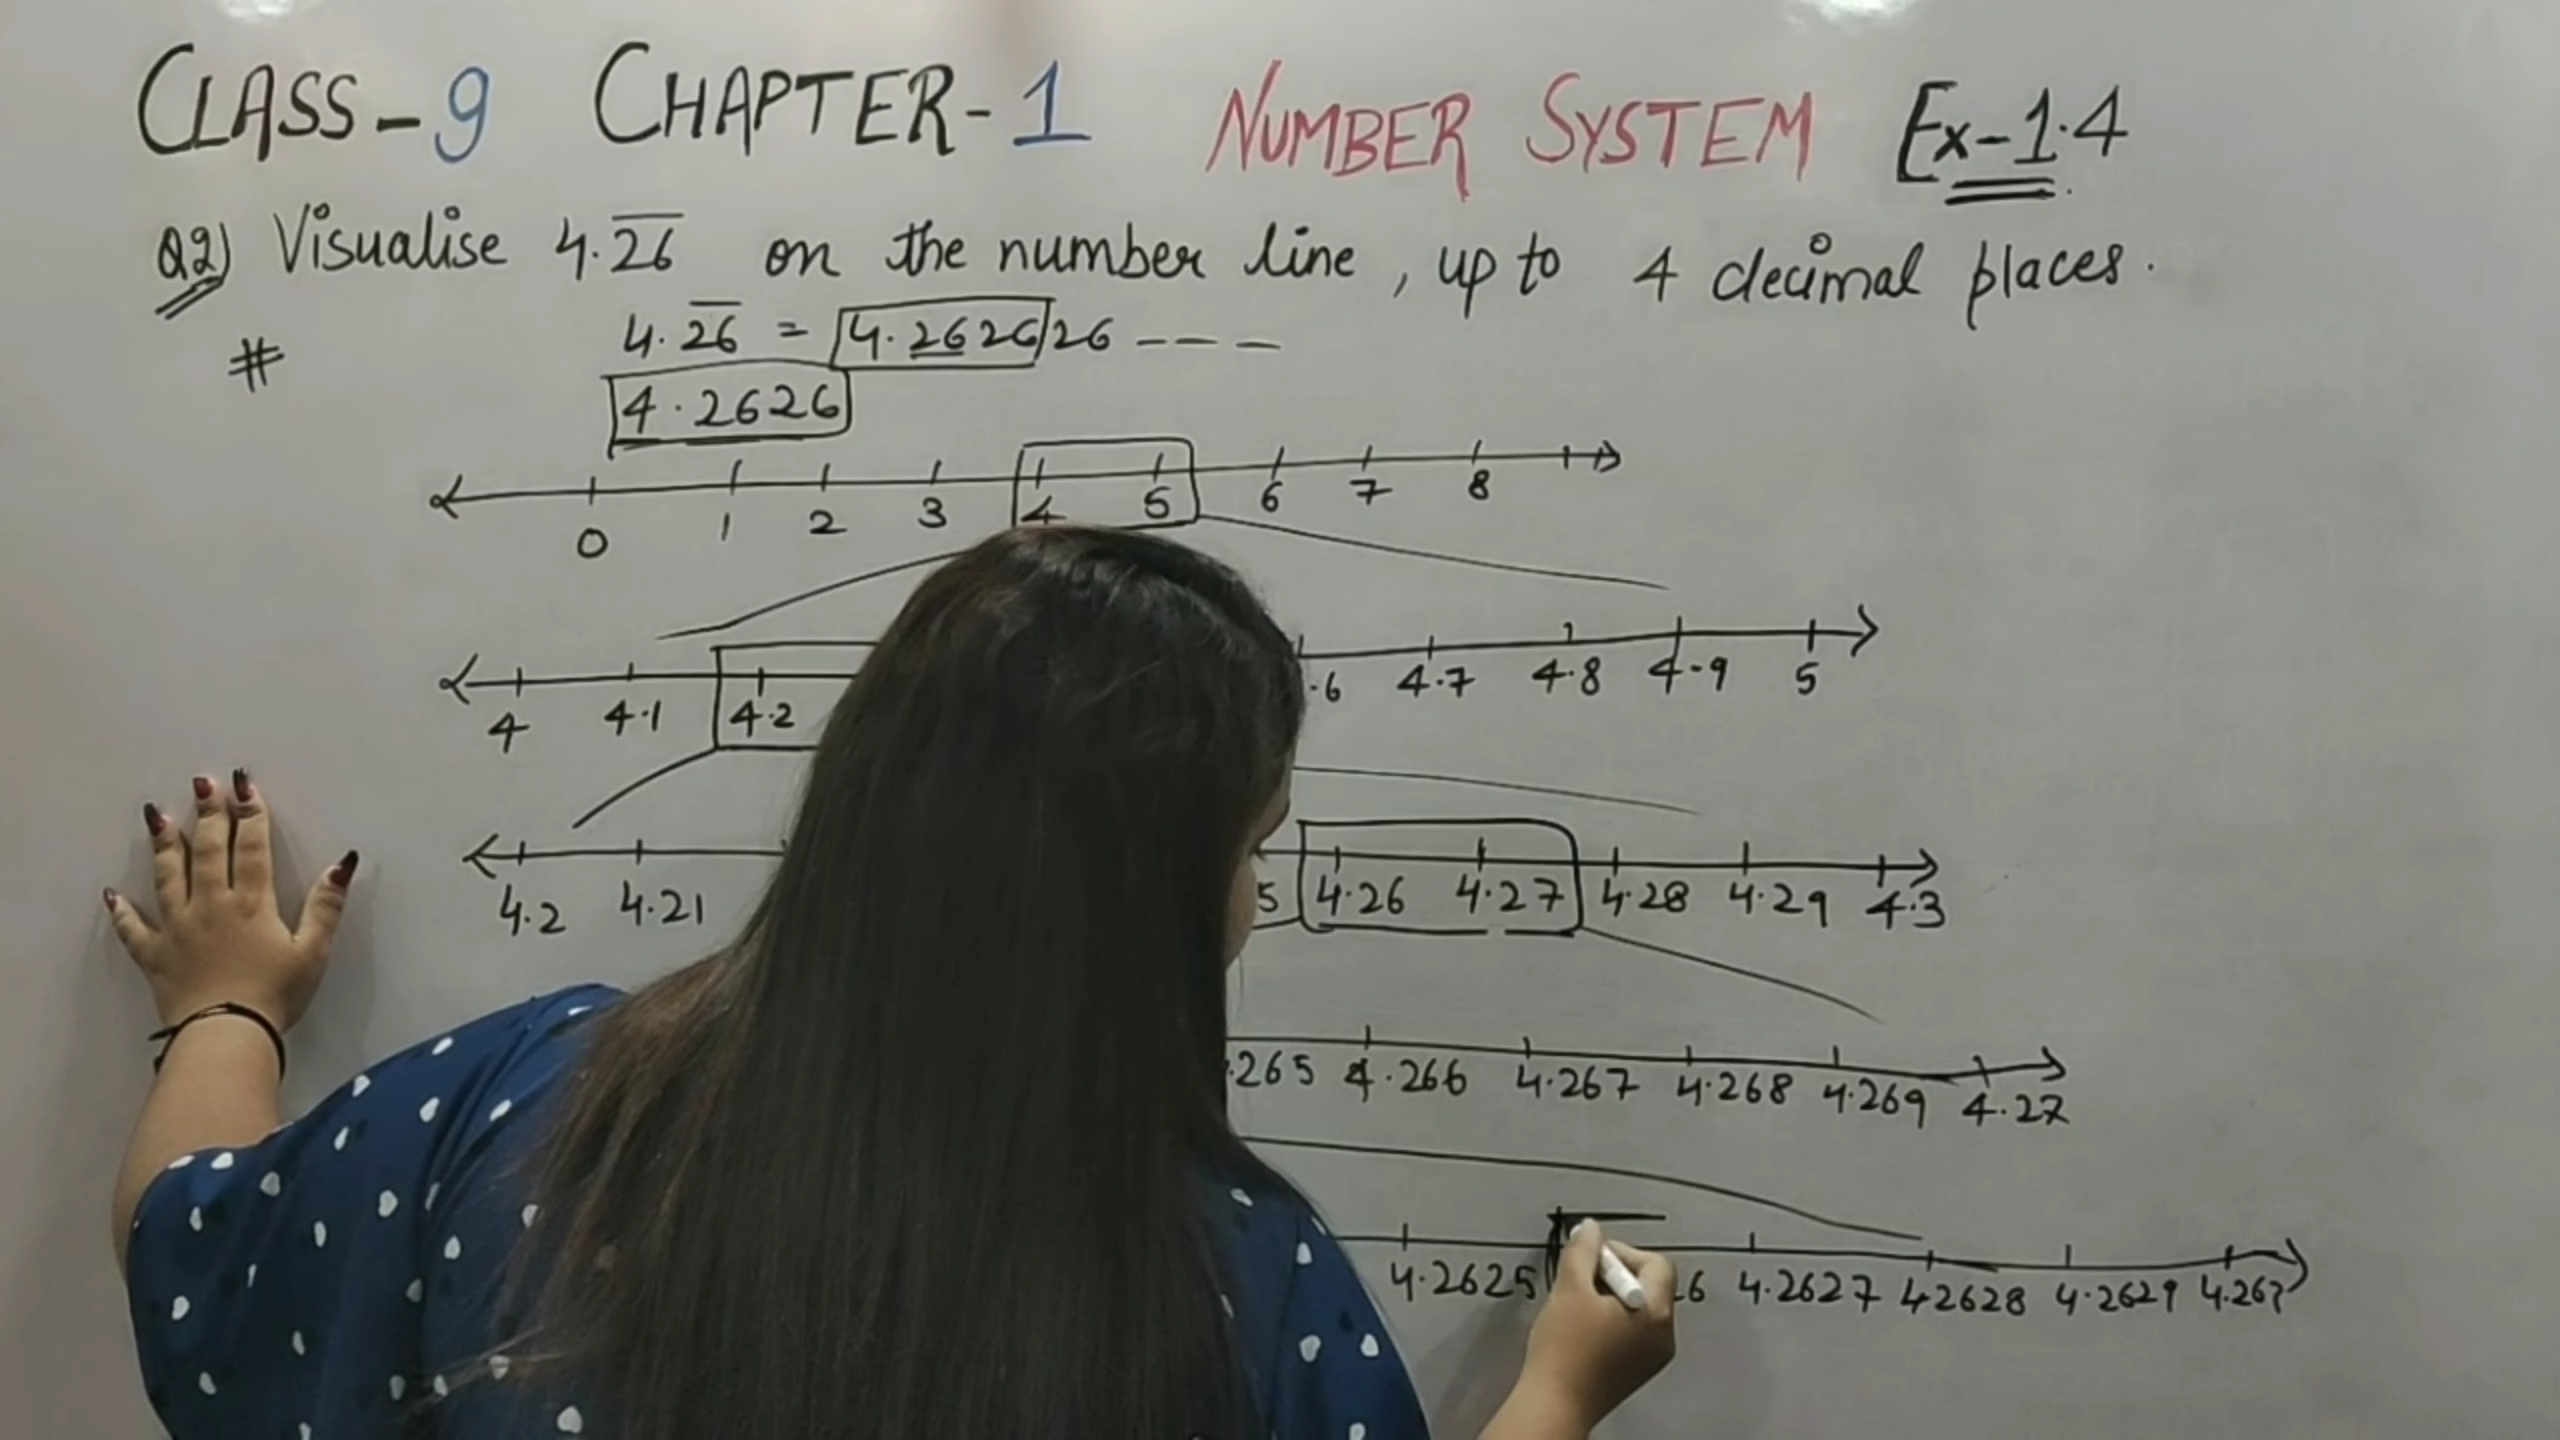 CLASS-9 CHAPTER-1 NUMBER SYSTEM Ex-1.4
Q2) Visualise 4.\overline{26} on the number line, up to 4 decimal places.
# 4.\overline{26} = 4.262626 ----
4.2626
0 1 2 3 4 5 6 7 8
4 4.1 4.2 .6 4.7 4.8 4.9 5
4.2 4.21 5 4.26 4.27 4.28 4.29 4.3
.265 4.266 4.267 4.268 4.269 4.27
4.2625 26 4.2627 42628 4.2629 4.263